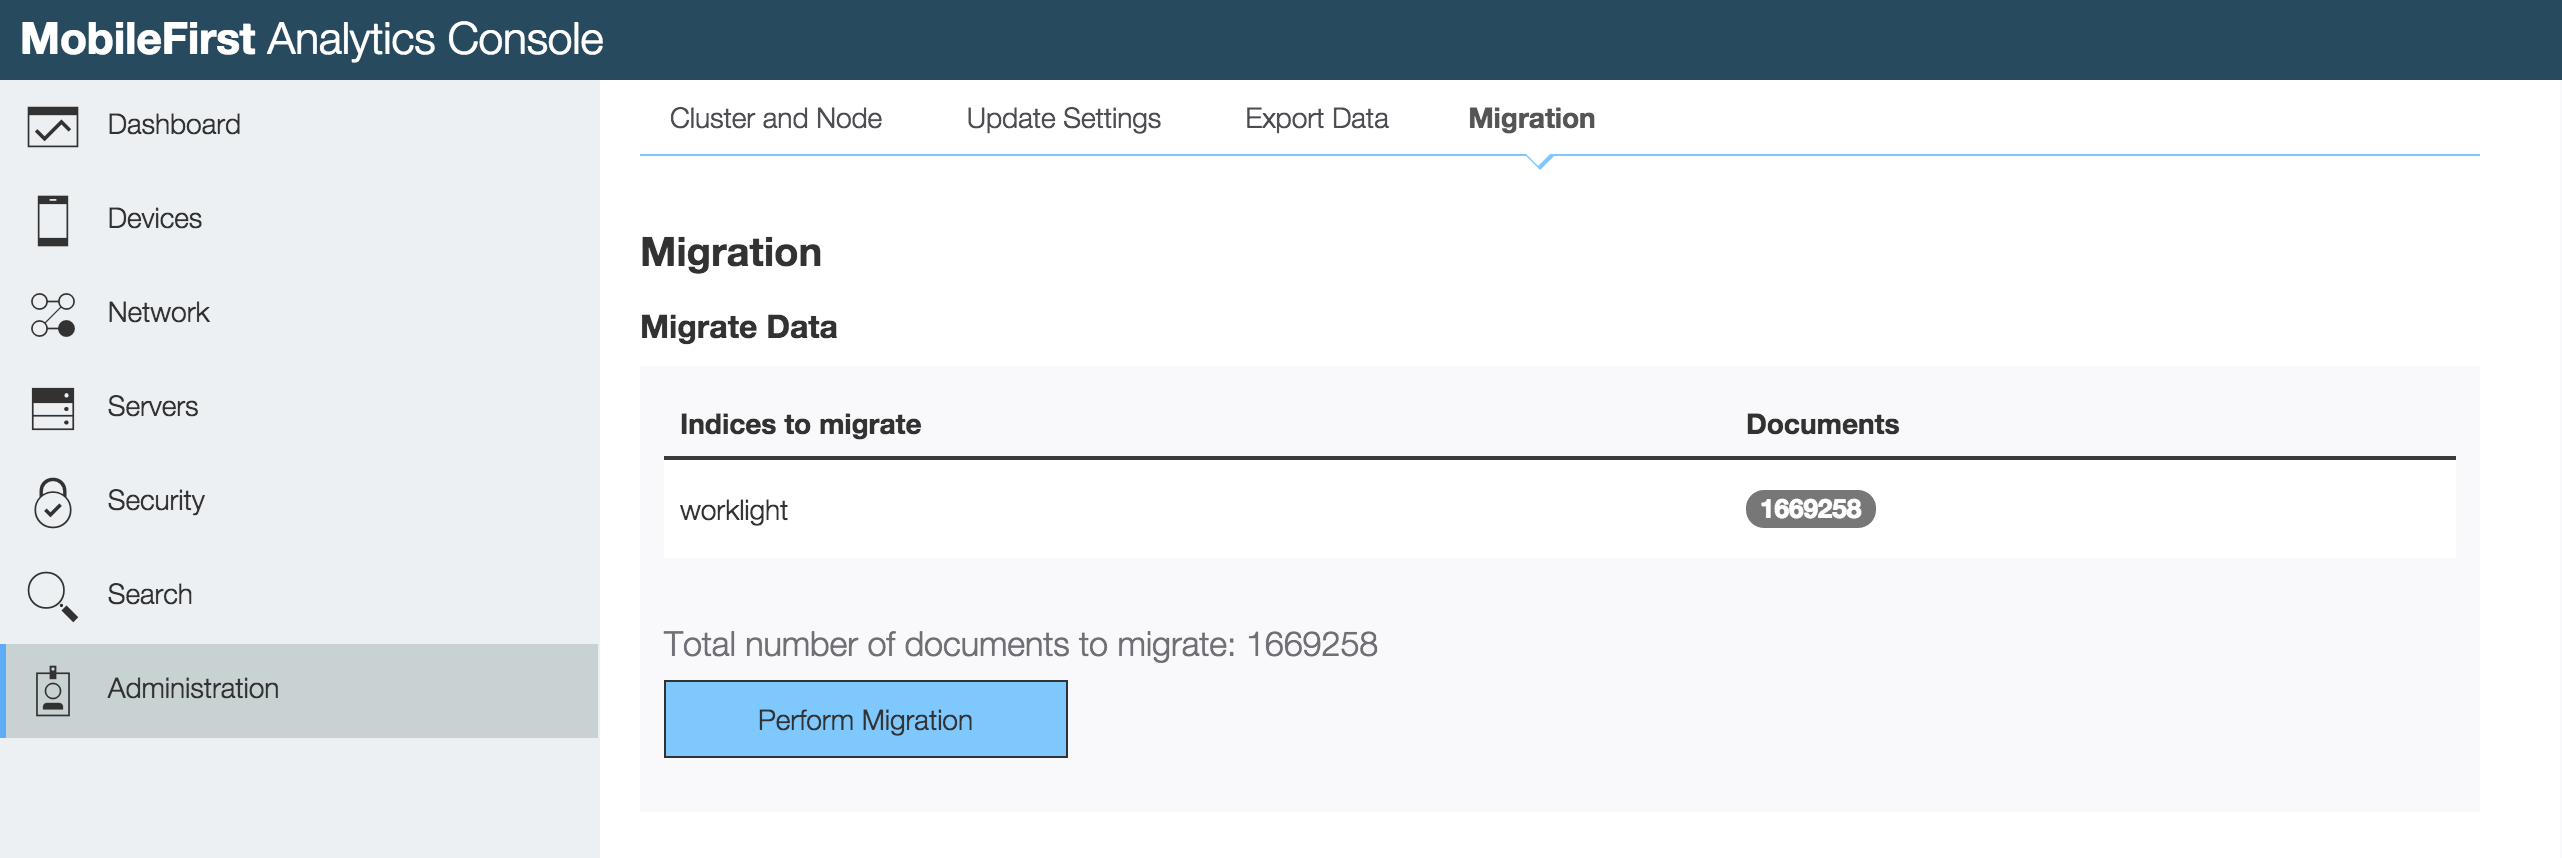 MobileFirst Analytics Console
Dashboard
Devices
Network
Servers
Security
Search
Administration
Cluster and Node
Update Settings
Export Data
Migration
Migration
Migrate Data
Indices to migrate
Documents
worklight
1669258
Total number of documents to migrate: 1669258
Perform Migration